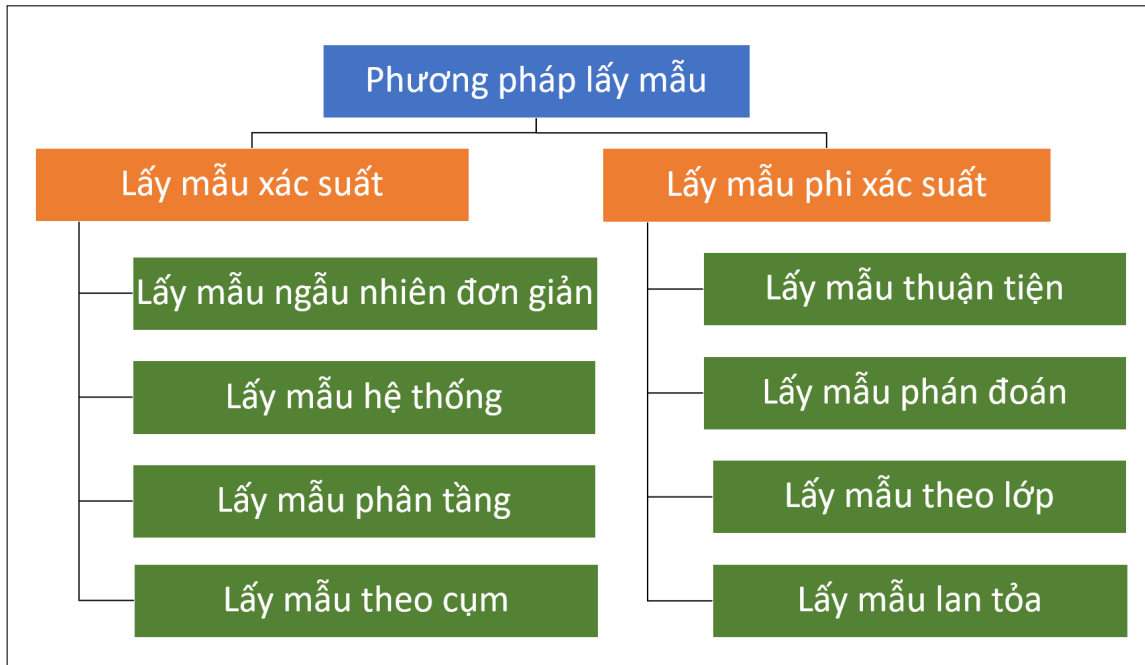 Phương pháp lấy mẫu
Lấy mẫu xác suất
Lấy mẫu ngẫu nhiên đơn giản
Lấy mẫu hệ thống
Lấy mẫu phân tầng
Lấy mẫu theo cụm
Lấy mẫu phi xác suất
Lấy mẫu thuận tiện
Lấy mẫu phán đoán
Lấy mẫu theo lớp
Lấy mẫu lan tỏa